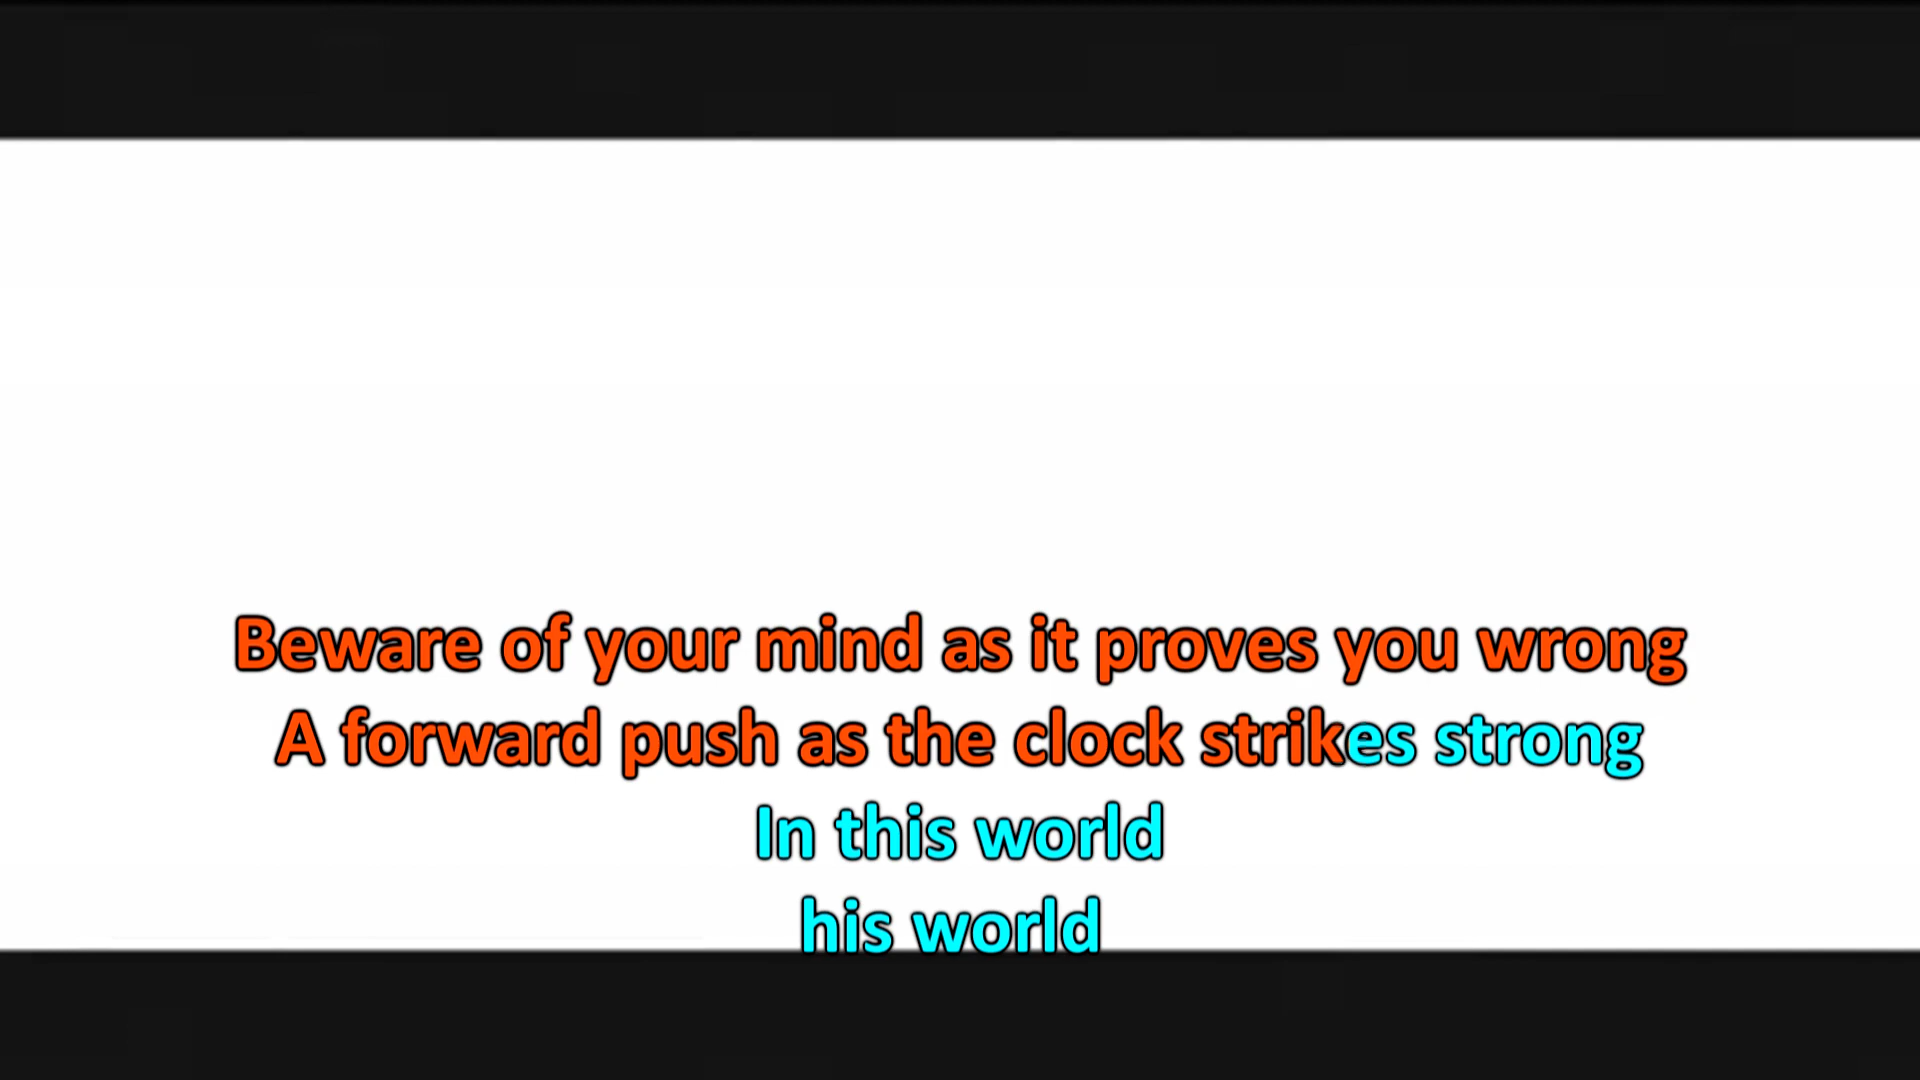 Beware of your mind as it proves you wrong
A forward push as the clock strikes strong
In this world
his world